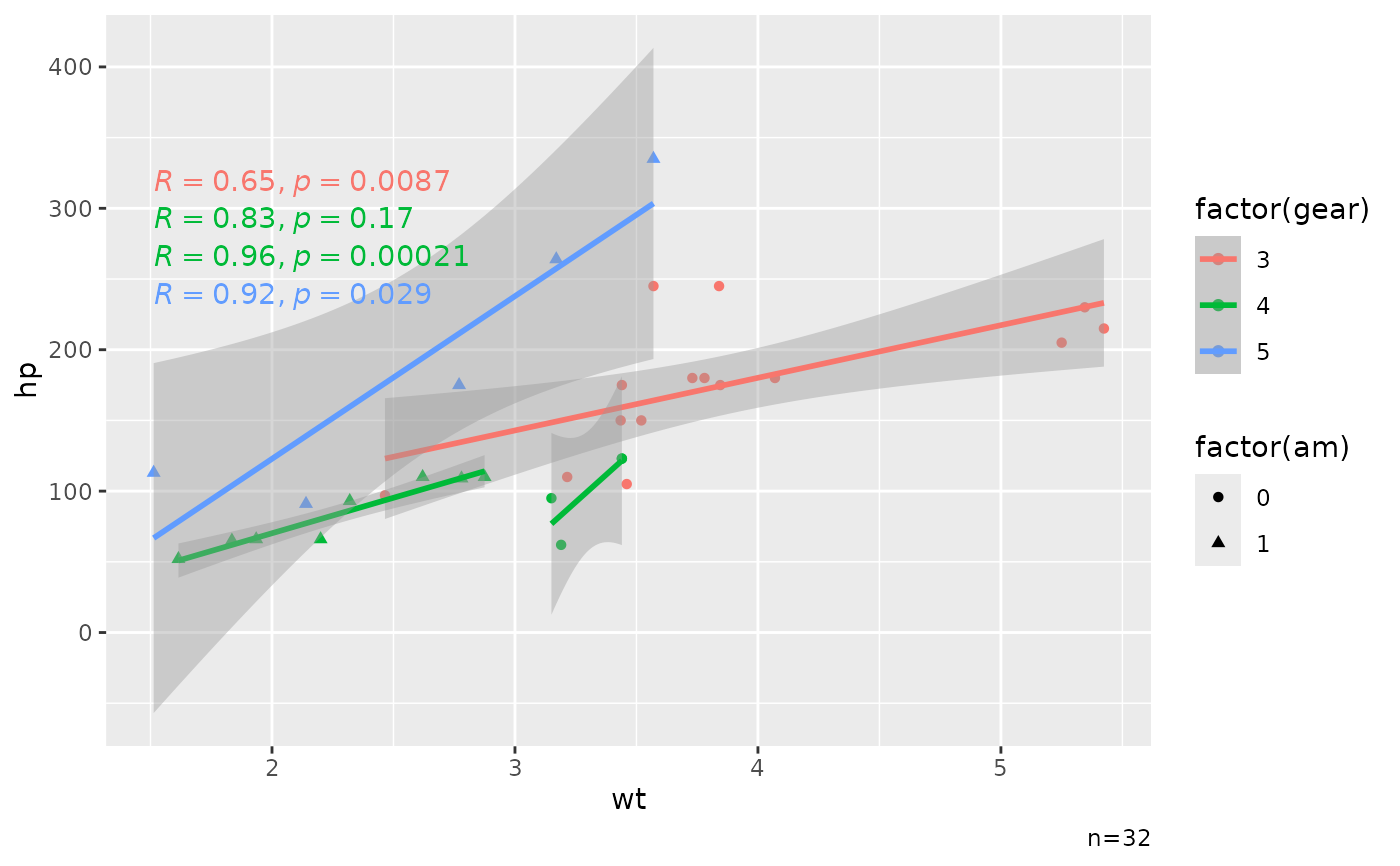 hp
400
300
200
100
0
R = 0.65, p = 0.0087
R = 0.83, p = 0.17
R = 0.96, p = 0.00021
R = 0.92, p = 0.029
2 3 4 5
wt
n=32
factor(gear)
3
4
5
factor(am)
0
1